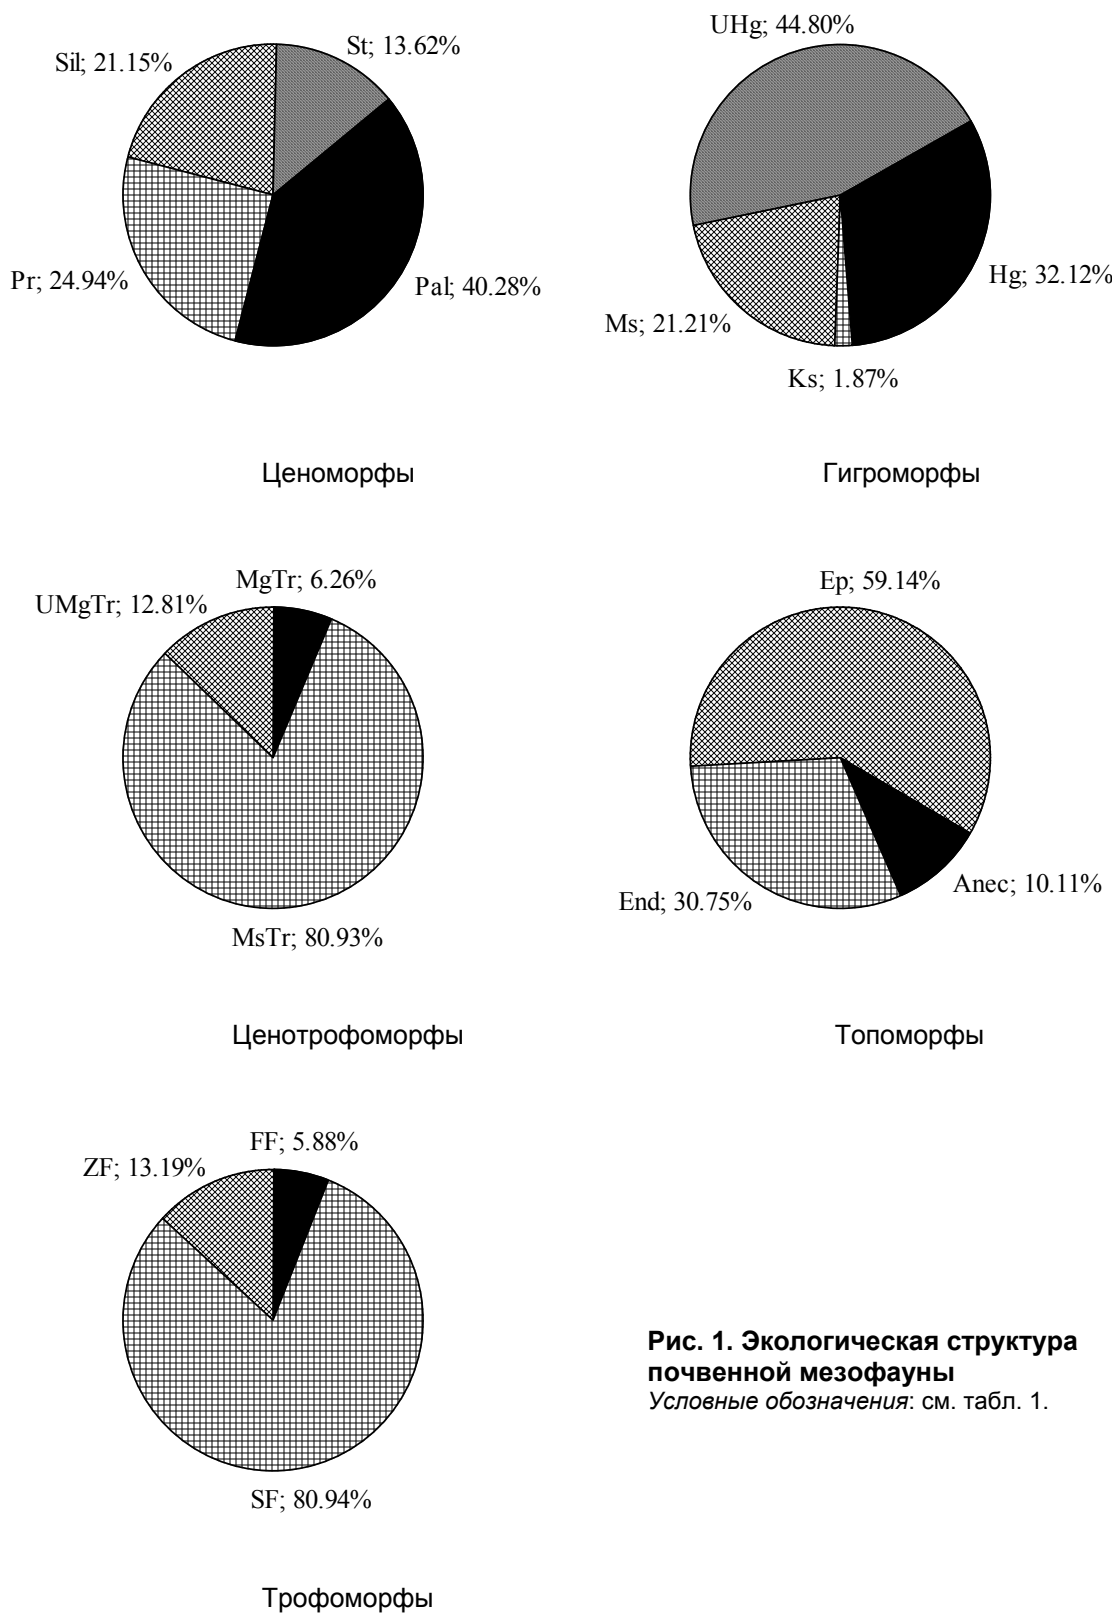 Sil; 21.15%
St; 13.62%
Pr; 24.94%
Pal; 40.28%
Ценоморфы
UHg; 44.80%
Hg; 32.12%
Ms; 21.21%
Ks; 1.87%
Гигроморфы
MgTr; 6.26%
UMgTr; 12.81%
MsTr; 80.93%
Ценотрофоморфы
Ep; 59.14%
Anec; 10.11%
End; 30.75%
Топоморфы
FF; 5.88%
ZF; 13.19%
SF; 80.94%
Трофоморфы
Рис. 1. Экологическая структура
почвенной мезофауны
Условные обозначения: см. табл. 1.